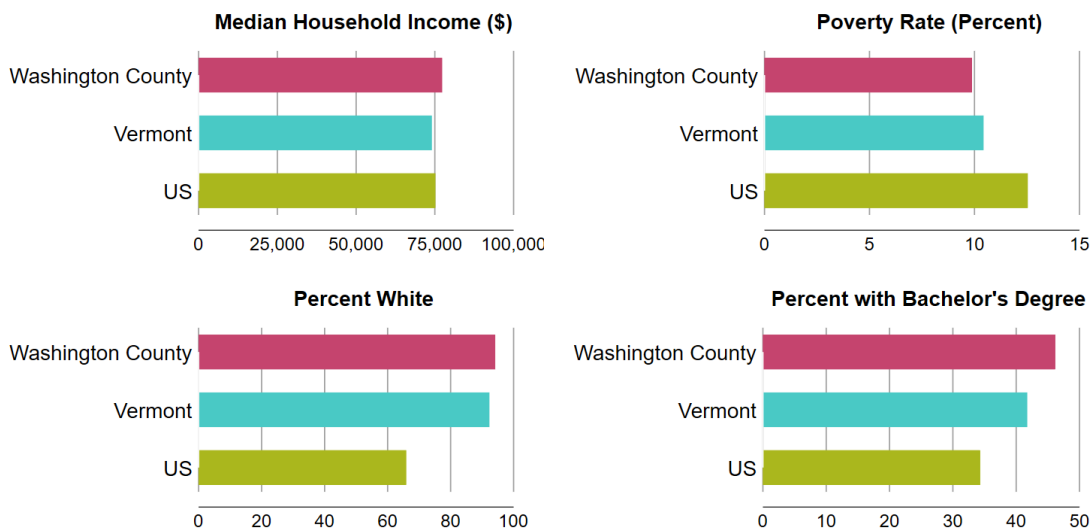 Median Household Income ($)
Washington County
Vermont
US
0 25,000 50,000 75,000 100,000
Poverty Rate (Percent)
Washington County
Vermont
US
0 5 10 15
Percent White
Washington County
Vermont
US
0 20 40 60 80 100
Percent with Bachelor's Degree
Washington County
Vermont
US
0 10 20 30 40 50